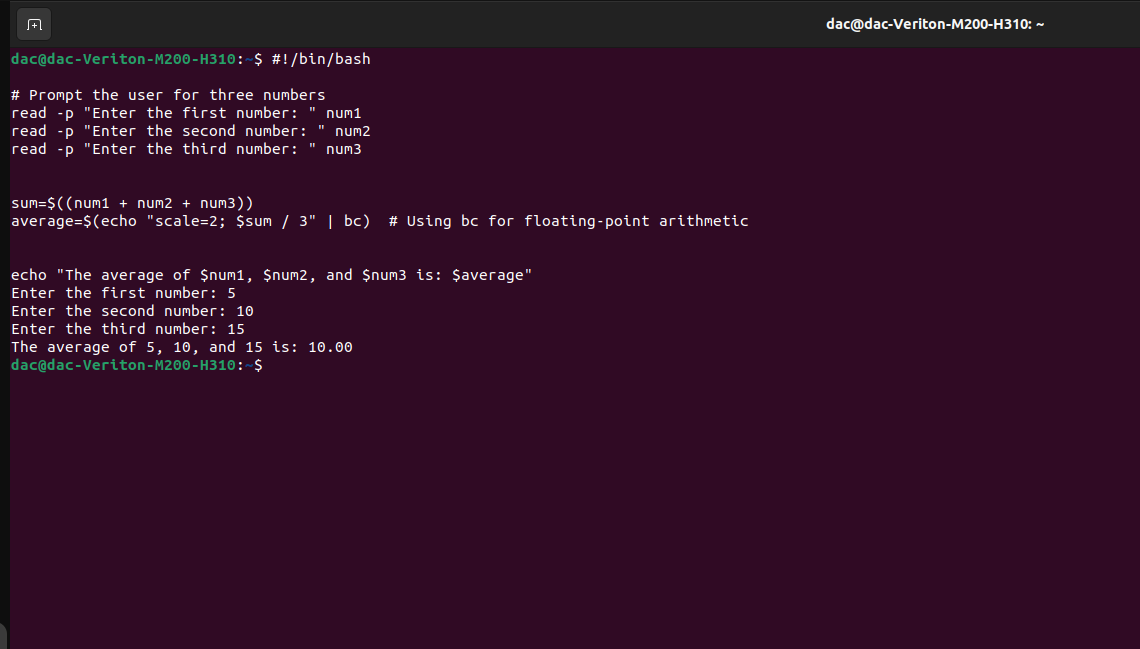 dac@dac-Veriton-M200-H310: ~
dac@dac-Veriton-M200-H310:~$ #!/bin/bash
# Prompt the user for three numbers
read -p "Enter the first number: " num1
read -p "Enter the second number: " num2
read -p "Enter the third number: " num3
sum=$((num1 + num2 + num3))
average=$(echo "scale=2; $sum / 3" | bc)  # Using bc for floating-point arithmetic
echo "The average of $num1, $num2, and $num3 is: $average"
Enter the first number: 5
Enter the second number: 10
Enter the third number: 15
The average of 5, 10, and 15 is: 10.00
dac@dac-Veriton-M200-H310:~$